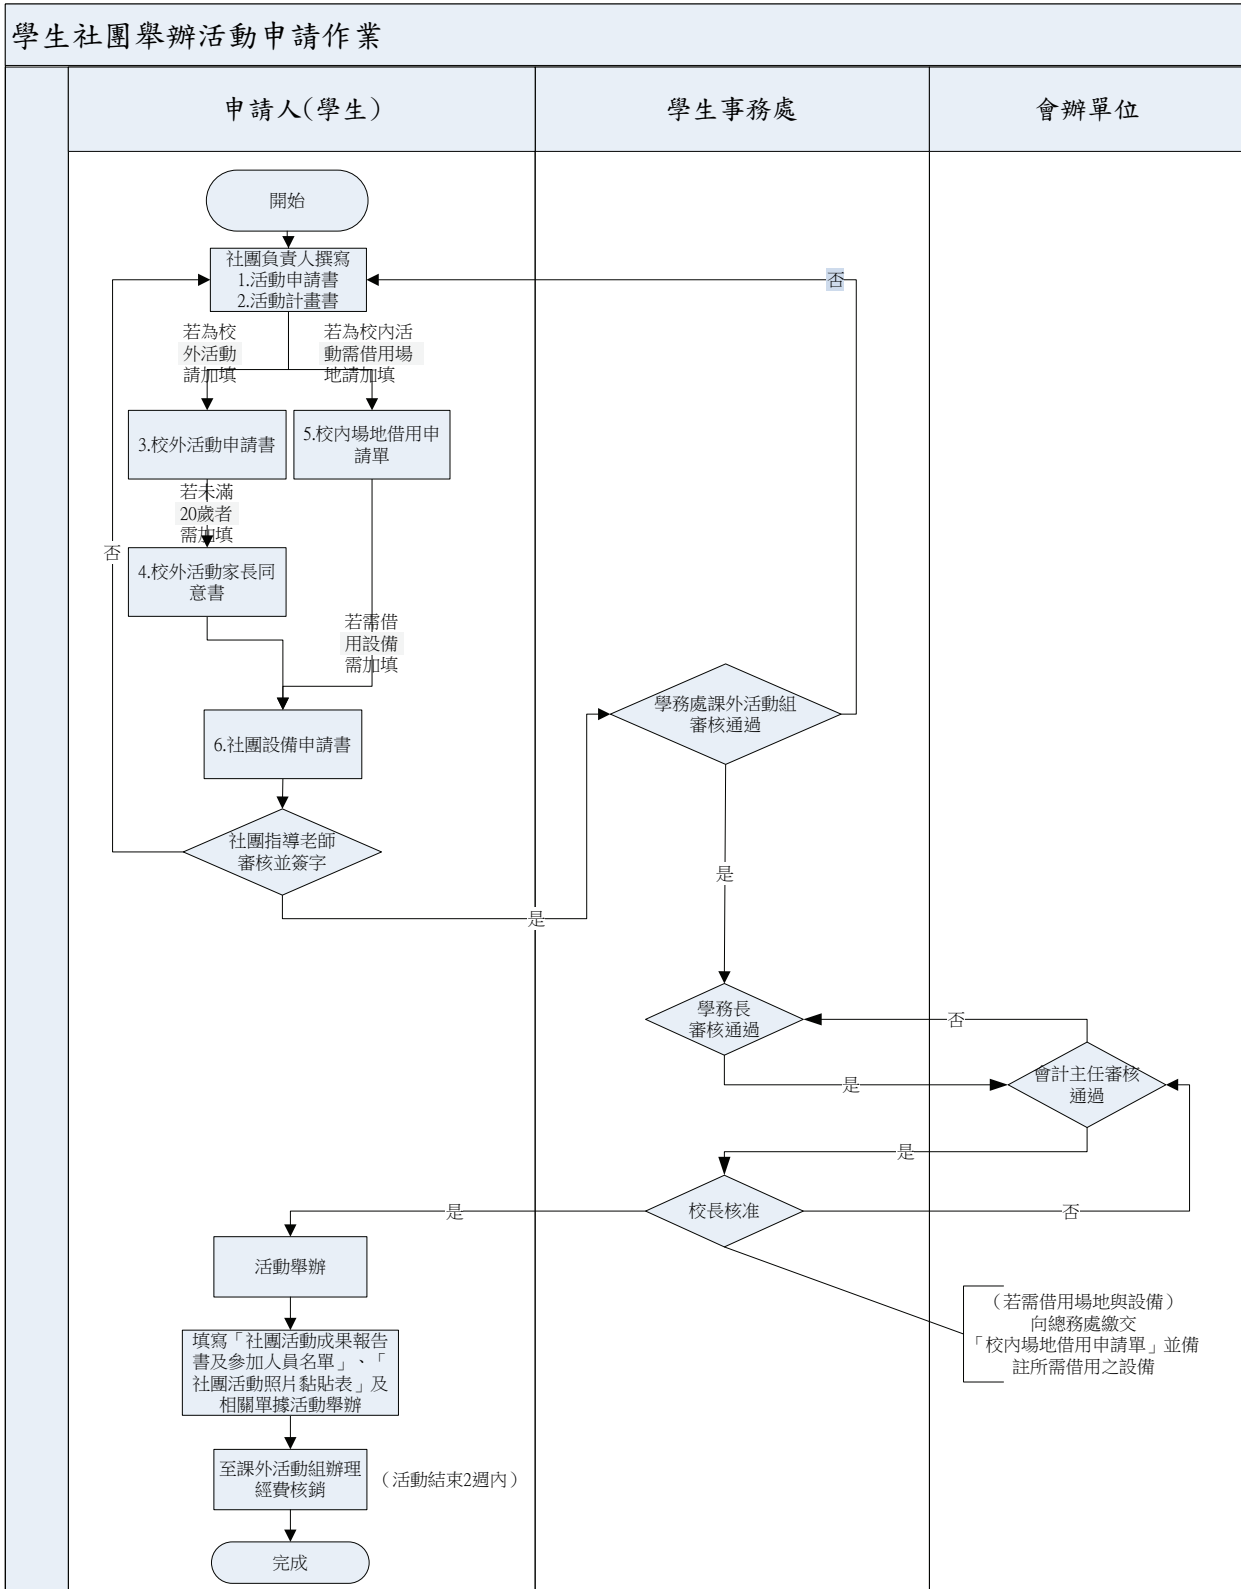 學生社團舉辦活動申請作業
申請人(學生)
學生事務處
會辦單位
開始
社團負責人撰寫
1.活動申請書
2.活動計畫書
否
若為校
外活動
請加填
若為校內活
動需借用場
地請加填
3.校外活動申請書
5.校內場地借用申
請單
若未滿
20歲者
需加填
否
4.校外活動家長同
意書
若需借
用設備
需加填
學務處課外活動組
審核通過
6.社團設備申請書
社團指導老師
審核並簽字
是
是
學務長
審核通過
否
會計主任審核
通過
是
是
校長核准
是
否
活動舉辦
（若需借用場地與設備）
向總務處繳交
「校內場地借用申請單」並備
註所需借用之設備
填寫「社團活動成果報告
書及參加人員名單」、「
社團活動照片黏貼表」及
相關單據活動舉辦
至課外活動組辦理
經費核銷
（活動結束2週內）
完成